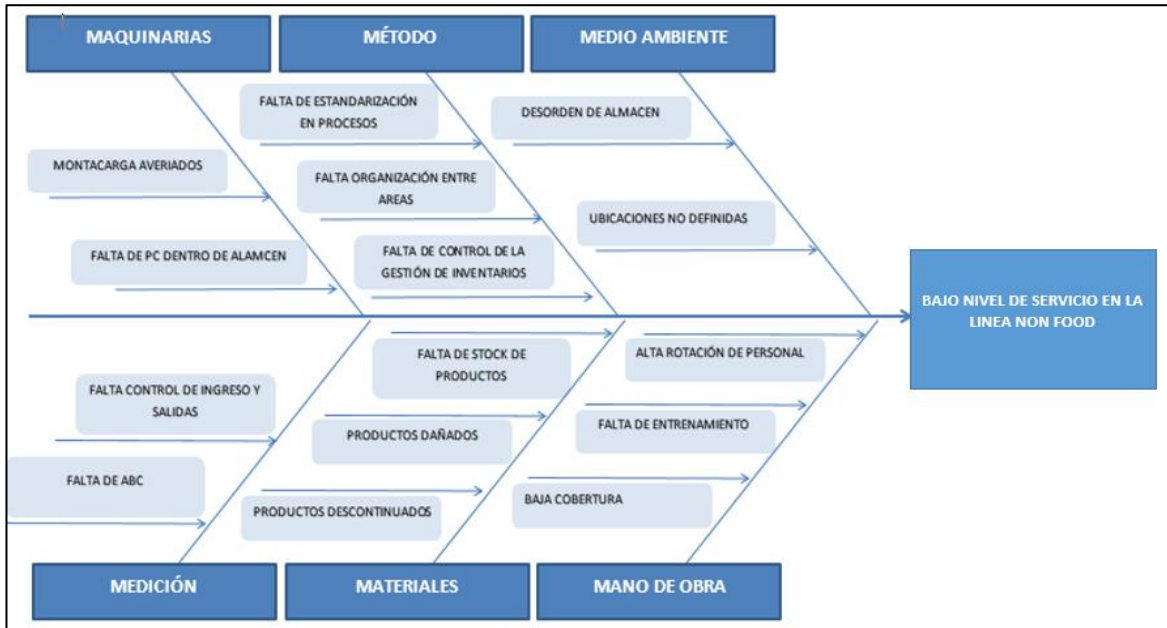 MAQUINARIAS
MÉTODO
MEDIO AMBIENTE
FALTA DE ESTANDARIZACIÓN
EN PROCESOS
DESORDEN DE ALMACEN
MONTACARGA AVERIADOS
FALTA ORGANIZACIÓN ENTRE
AREAS
UBICACIONES NO DEFINIDAS
FALTA DE PC DENTRO DE ALAMCEN
FALTA DE CONTROL DE LA
GESTIÓN DE INVENTARIOS
BAJO NIVEL DE SERVICIO EN LA
LINEA NON FOOD
FALTA DE STOCK DE
PRODUCTOS
ALTA ROTACIÓN DE PERSONAL
FALTA CONTROL DE INGRESO Y
SALIDAS
PRODUCTOS DAÑADOS
FALTA DE ENTRENAMIENTO
FALTA DE ABC
PRODUCTOS DESCONTINUADOS
BAJA COBERTURA
MEDICIÓN
MATERIALES
MANO DE OBRA